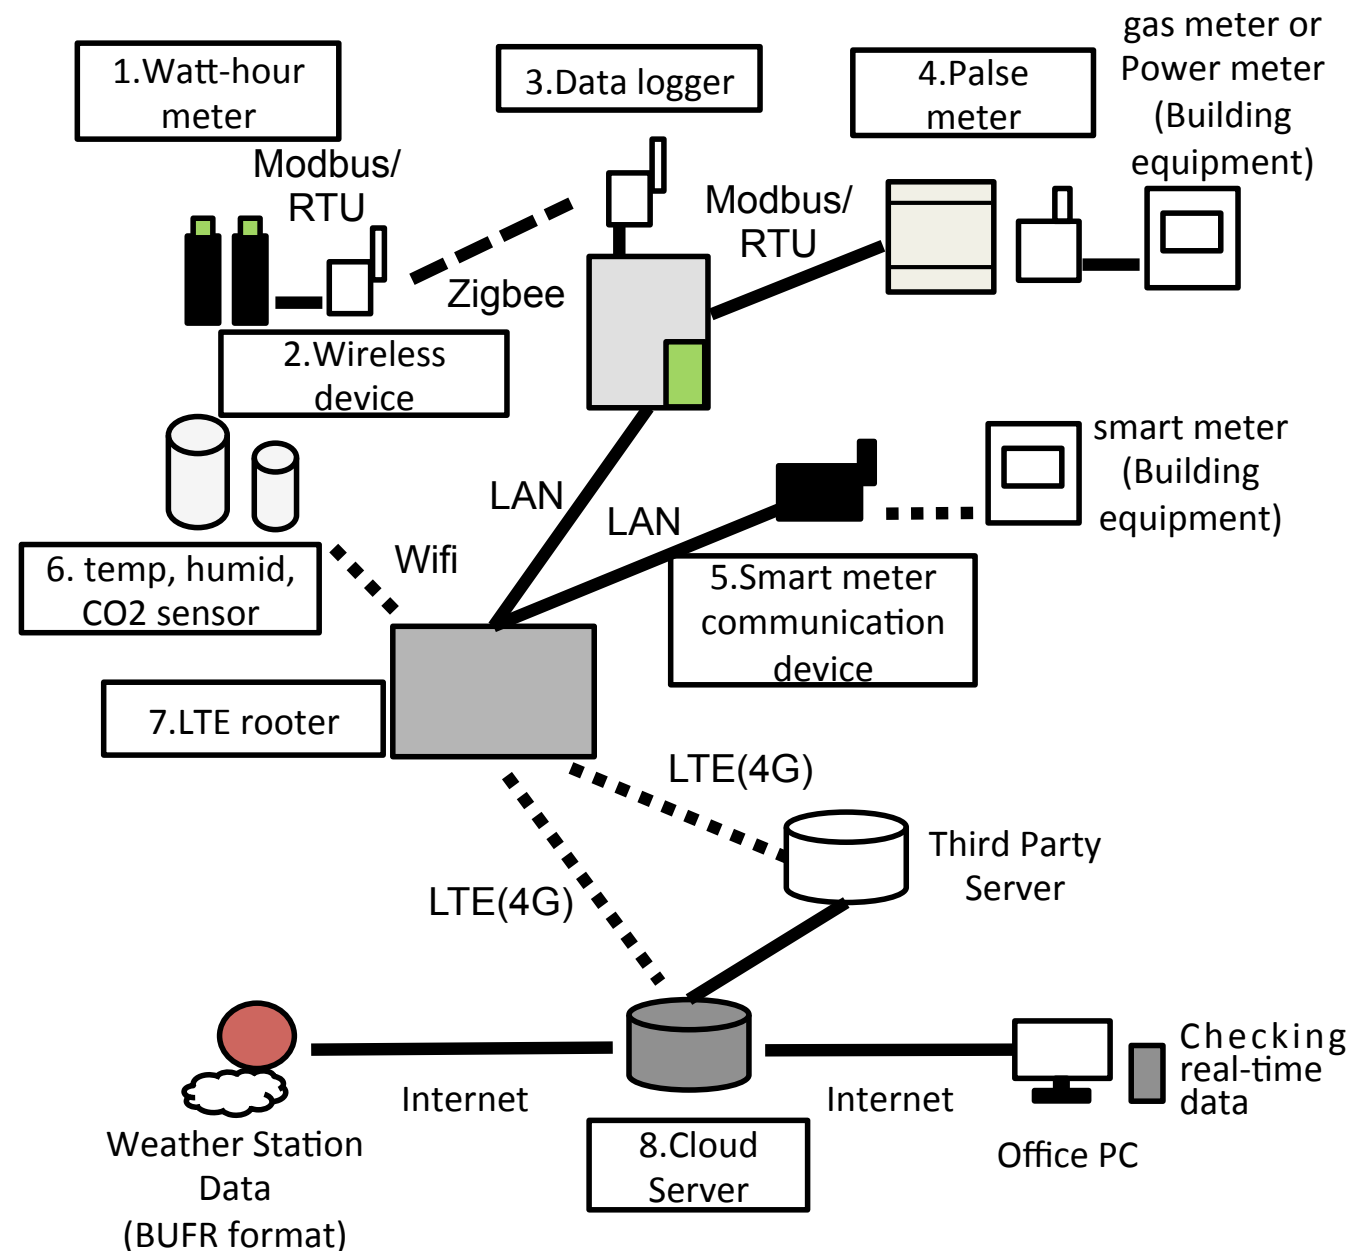 1.Watt-hour
meter
3.Data logger
4.Palse
meter
gas meter or
Power meter
(Building
equipment)
Modbus/
RTU
Zigbee
Modbus/
RTU
2.Wireless
device
LAN
LAN
smart meter
(Building
equipment)
Wifi
6. temp, humid,
CO2 sensor
5.Smart meter
communication
device
7.LTE rooter
LTE(4G)
LTE(4G)
Third Party
Server
Internet
Internet
Checking
real-time
data
Weather Station
Data
(BUFR format)
8.Cloud
Server
Office PC